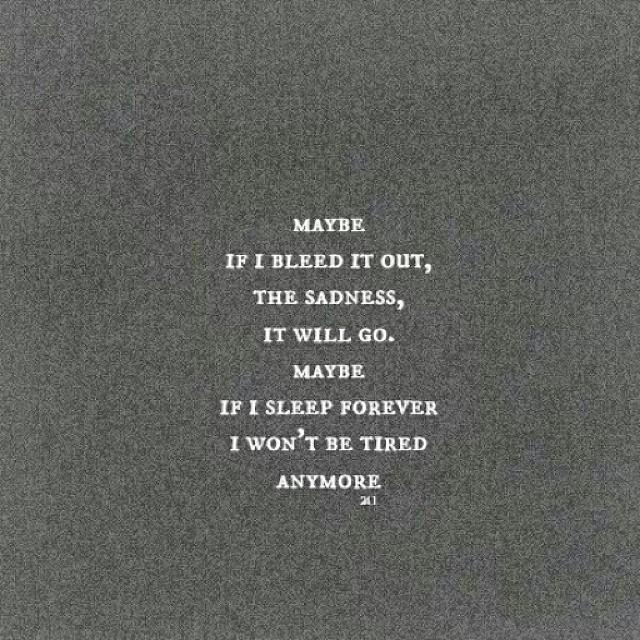 MAYBE
IF I BLEED IT OUT,
THE SADNESS,
IT WILL GO.
MAYBE
IF I SLEEP FOREVER
I WON'T BE TIRED
ANYMORE